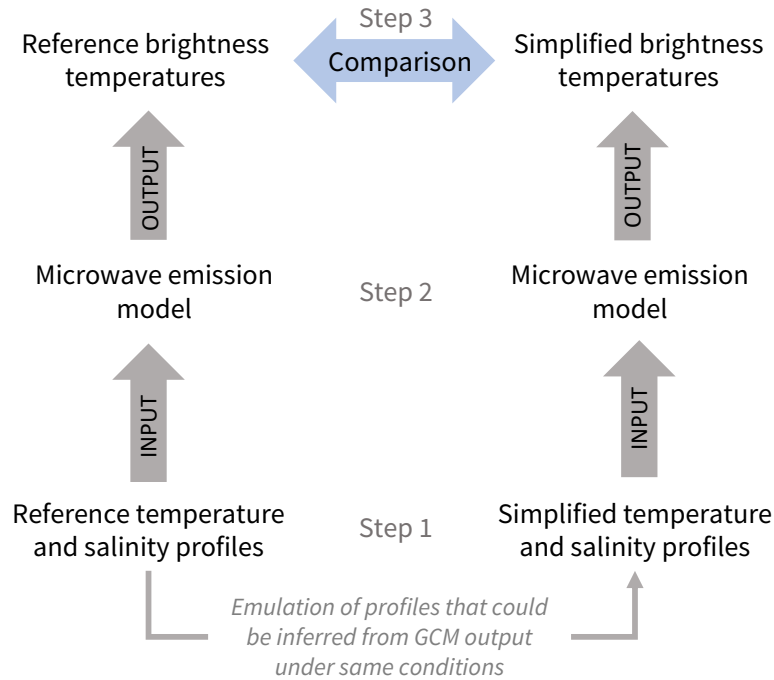 Step 3
Reference brightness
temperatures
Comparison
Simplified brightness
temperatures
OUTPUT
OUTPUT
Microwave emission
model
Step 2
Microwave emission
model
INPUT
INPUT
Reference temperature
and salinity profiles
Step 1
Simplified temperature
and salinity profiles
Emulation of profiles that could
be inferred from GCM output
under same conditions